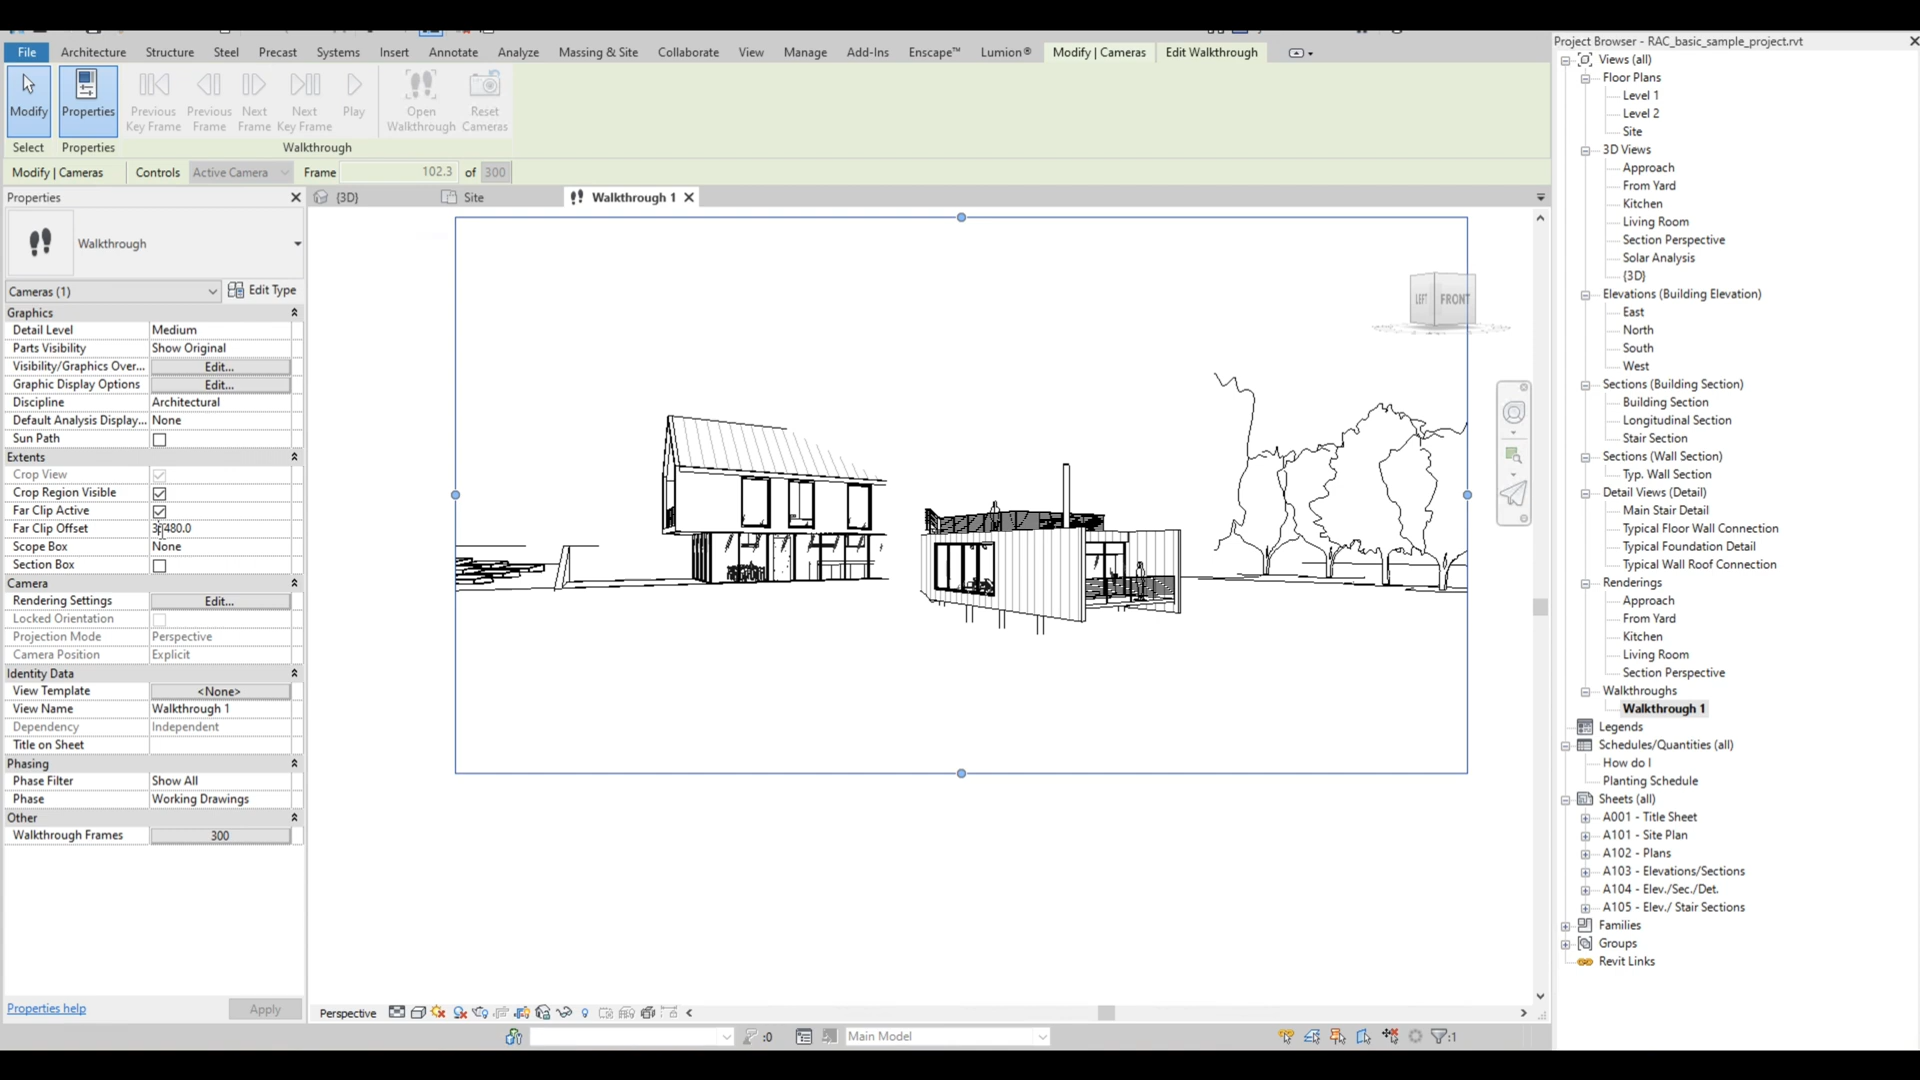 File Architecture Structure Steel Precast Systems Insert Annotate Analyze Massing & Site Collaborate View Manage Add-Ins Enscape™ Lumion® Modify | Cameras Edit Walkthrough
Modify Properties Previous Key Frame Previous Frame Next Frame Next Key Frame Play Open Walkthrough Reset Cameras
Select Properties Walkthrough
Modify | Cameras Controls Active Camera Frame 102.3 of 300
Properties
{3D} Site Walkthrough 1
Walkthrough
Cameras (1) Edit Type
Graphics
Detail Level Medium
Parts Visibility Show Original
Visibility/Graphics Over... Edit...
Graphic Display Options Edit...
Discipline Architectural
Default Analysis Display... None
Sun Path
Extents
Crop View
Crop Region Visible
Far Clip Active
Far Clip Offset
Scope Box None
Section Box
Camera
Rendering Settings Edit...
Locked Orientation
Projection Mode Perspective
Camera Position Explicit
Identity Data
View Template <None>
View Name Walkthrough 1
Dependency Independent
Title on Sheet
Phasing
Phase Filter Show All
Phase Working Drawings
Other
Walkthrough Frames 300
Properties help Apply
LEFT FRONT
Perspective
:0 Main Model :1
Project Browser - RAC_basic_sample_project.rvt
Views (all)
Floor Plans
Level 1
Level 2
Site
3D Views
Approach
From Yard
Kitchen
Living Room
Section Perspective
Solar Analysis
{3D}
Elevations (Building Elevation)
East
North
South
West
Sections (Building Section)
Building Section
Longitudinal Section
Stair Section
Sections (Wall Section)
Typ. Wall Section
Detail Views (Detail)
Main Stair Detail
Typical Floor Wall Connection
Typical Foundation Detail
Typical Wall Roof Connection
Renderings
Approach
From Yard
Kitchen
Living Room
Section Perspective
Walkthroughs
Walkthrough 1
Legends
Schedules/Quantities (all)
How do I
Planting Schedule
Sheets (all)
A001 - Title Sheet
A101 - Site Plan
A102 - Plans
A103 - Elevations/Sections
A104 - Elev./Sec./Det.
A105 - Elev./ Stair Sections
Families
Groups
Revit Links